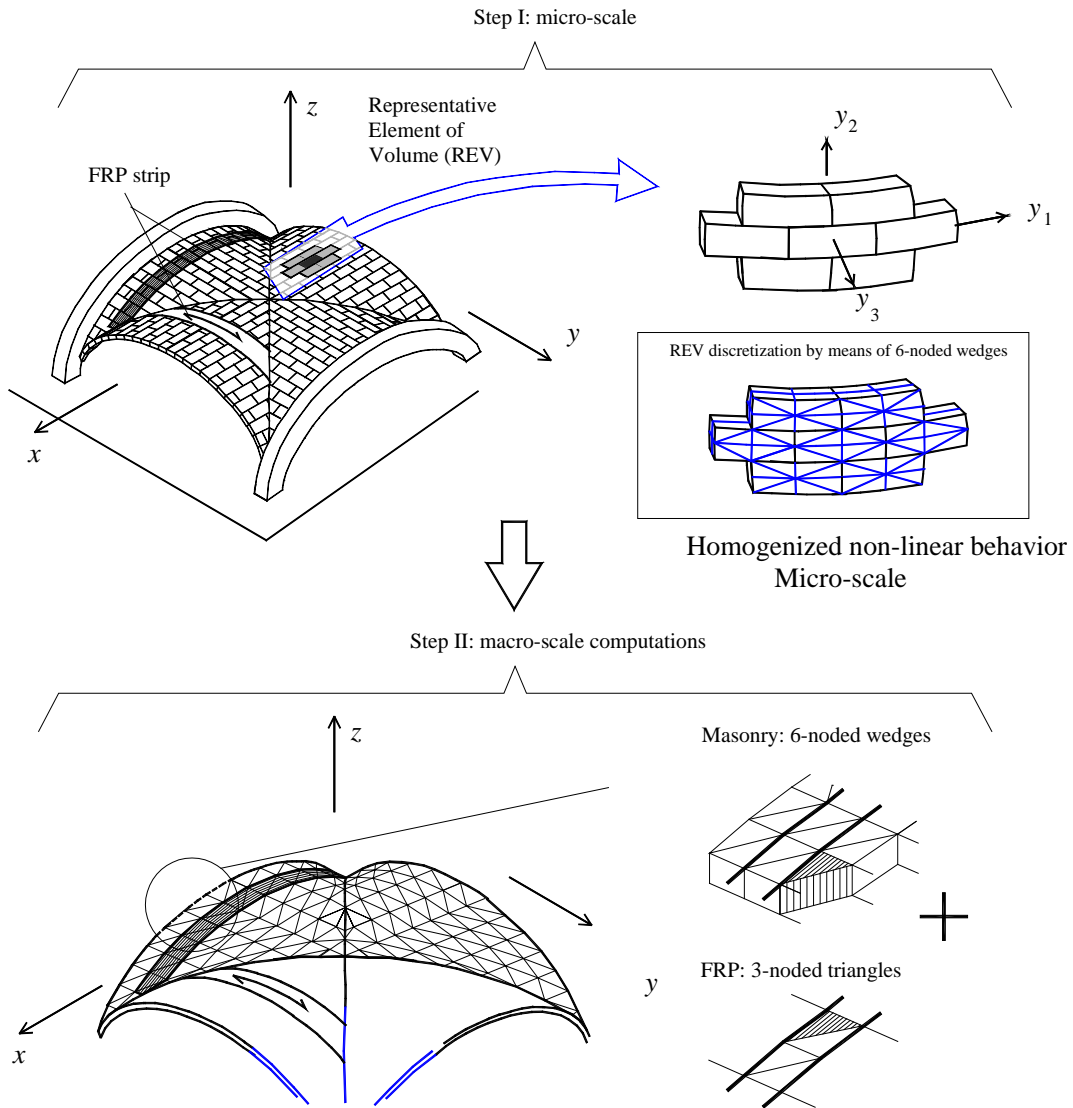 Step I: micro-scale
z
Representative
Element of
Volume (REV)
FRP strip
y
x
y2
y1
y3
REV discretization by means of 6-noded wedges
Homogenized non-linear behavior
Micro-scale
Step II: macro-scale computations
z
Masonry: 6-noded wedges
FRP: 3-noded triangles
y
x